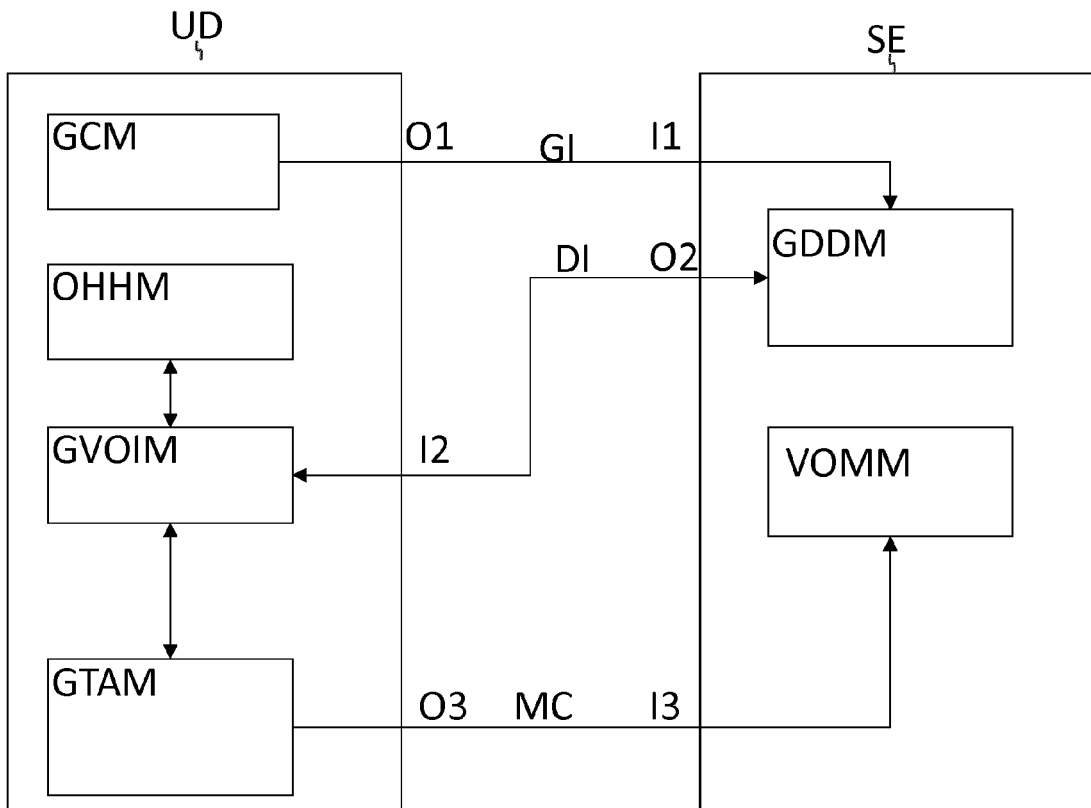 UD
SE
GCM
O1
GI
I1
GDDM
DI
O2
OHHM
GVOIM
I2
VOMM
GTAM
O3
MC
I3